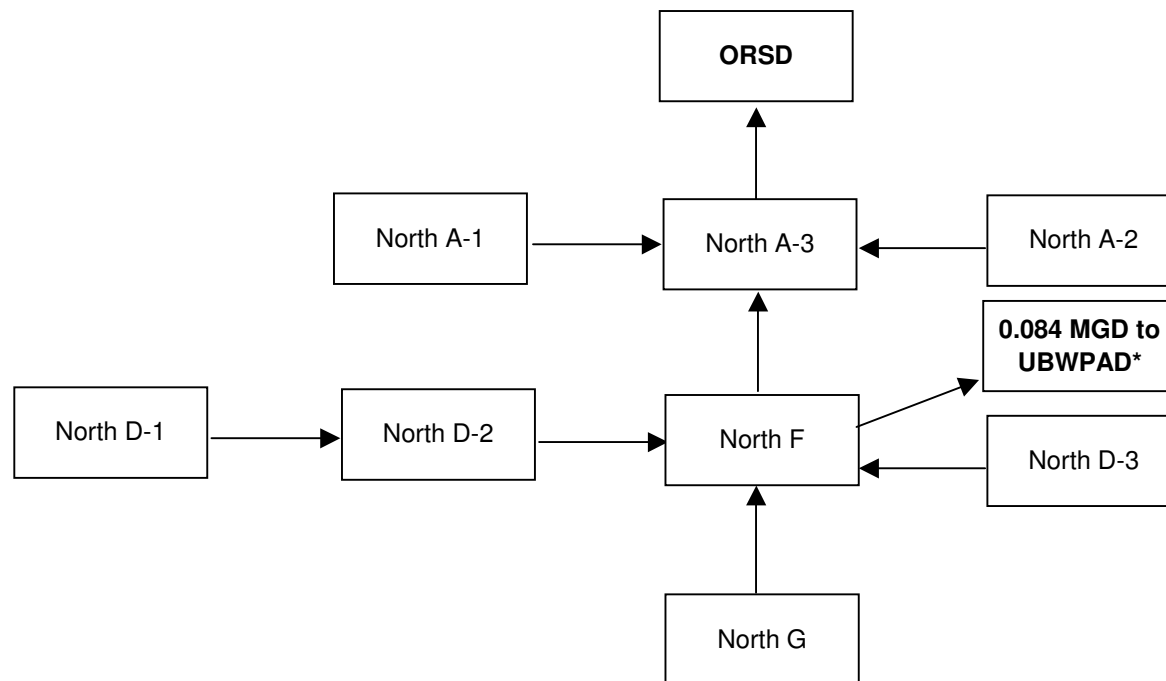 ORSD
North A-1
North A-3
North A-2
0.084 MGD to
UBWPAD*
North D-1
North D-2
North F
North D-3
North G